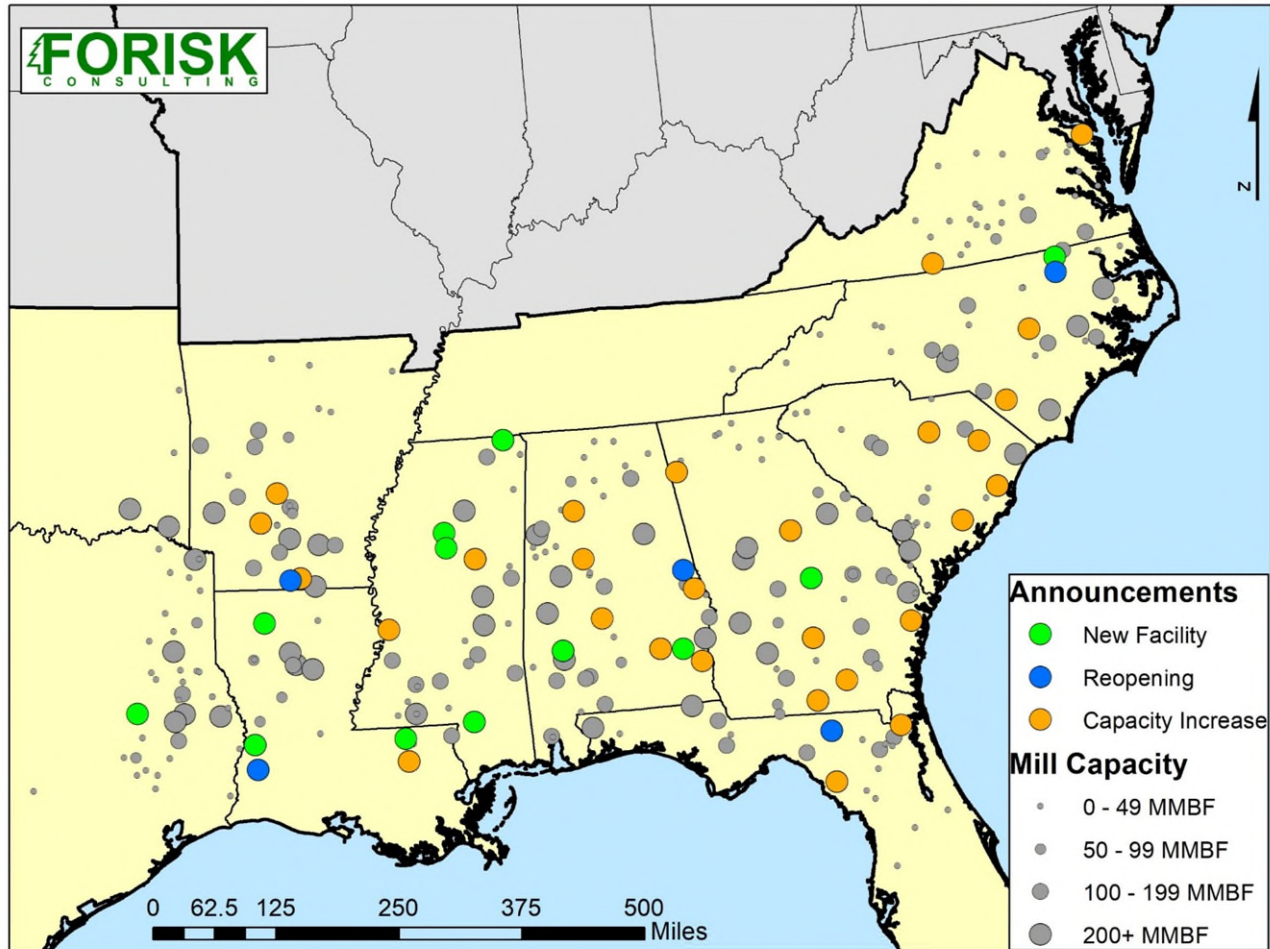 FORISK
CONSULTING
N
Announcements
New Facility
Reopening
Capacity Increase
Mill Capacity
0 - 49 MMBF
50 - 99 MMBF
100 - 199 MMBF
200+ MMBF
0 62.5 125 250 375 500
Miles